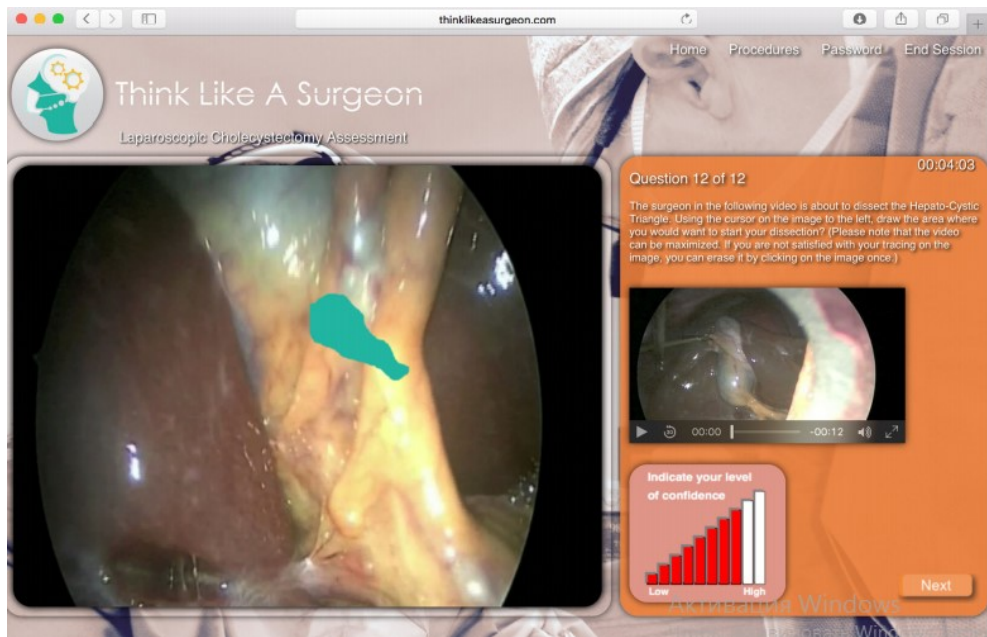 thinklikeasurgeon.com
Home Procedures Password End Session
Think Like A Surgeon
Laparoscopic Cholecystectomy Assessment
00:04:03
Question 12 of 12
The surgeon in the following video is about to dissect the Hepato-Cystic
Triangle. Using the cursor on the image to the left, draw the area where
you would want to start your dissection? (Please note that the video
can be maximized. If you are not satisfied with your tracing on the
image, you can erase it by clicking on the image once.)
00:00 -00:12
Indicate your level
of confidence
Low High
Next
Активация Windows